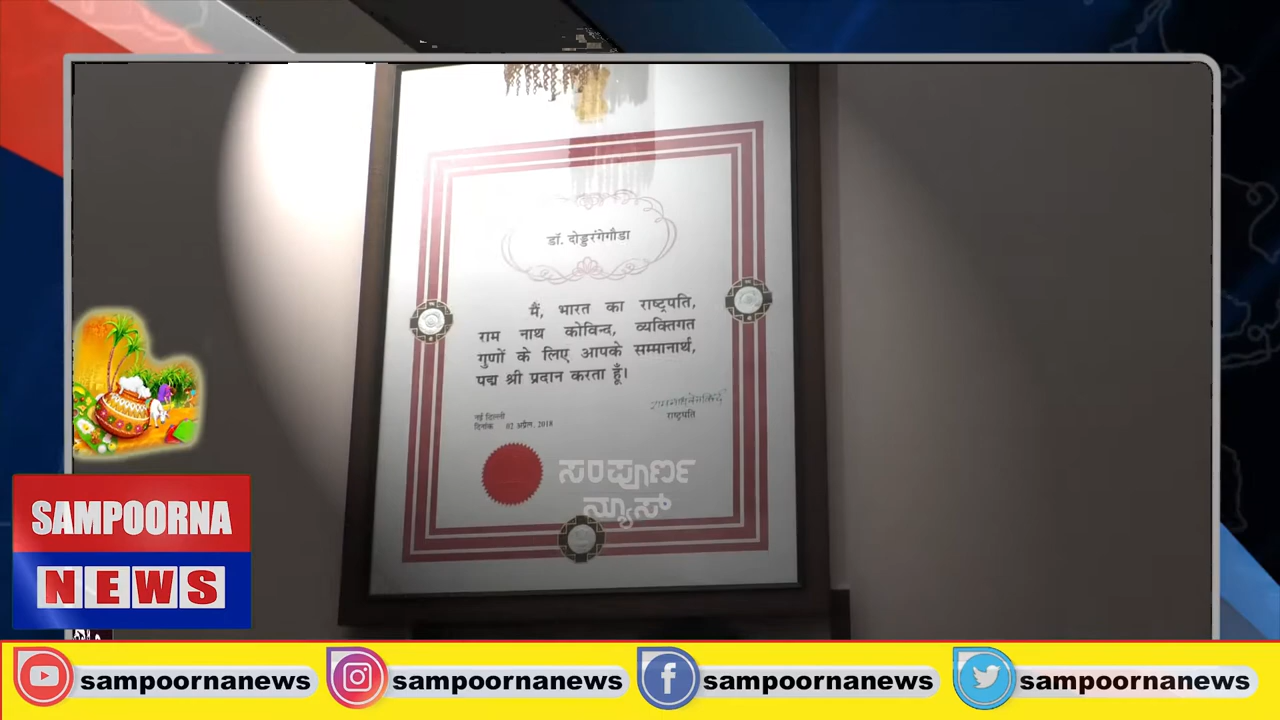 डॉ. दोड्डरंगेगौडा
मैं, भारत का राष्ट्रपति,
राम नाथ कोविन्द, व्यक्तिगत
गुणों के लिए आपके सम्मानार्थ,
पद्म श्री प्रदान करता हूँ।
राष्ट्रपति
नई दिल्ली
दिनांक 02 अप्रैल, 2018
ಸಂಪೂರ್ಣ
ನ್ಯೂಸ್
SAMPOORNA
NEWS
sampoornanews sampoornanews sampoornanews sampoornanews